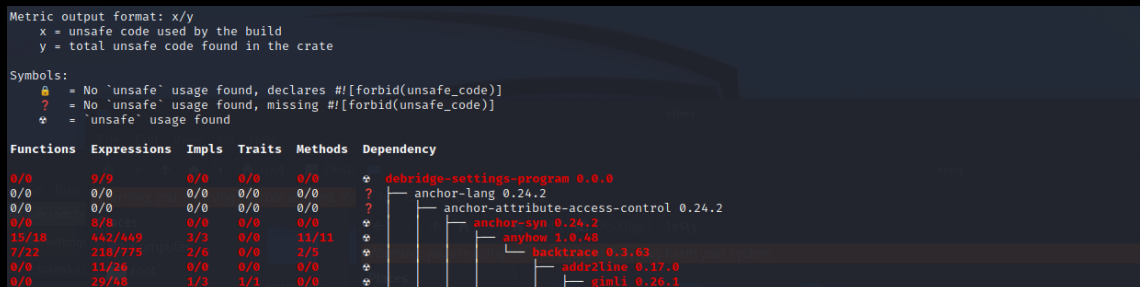 Metric output format: x/y
x = unsafe code used by the build
y = total unsafe code found in the crate
Symbols:
🔒 = No `unsafe` usage found, declares #![forbid(unsafe_code)]
❓ = No `unsafe` usage found, missing #![forbid(unsafe_code)]
☢ = `unsafe` usage found
Functions Expressions Impls Traits Methods Dependency
0/0 9/9 0/0 0/0 0/0 ☢ debridge-settings-program 0.0.0
0/0 0/0 0/0 0/0 0/0 ❓ ├── anchor-lang 0.24.2
0/0 0/0 0/0 0/0 0/0 ❓ │ ├── anchor-attribute-access-control 0.24.2
0/0 8/8 0/0 0/0 0/0 ☢ │ │ ├── anchor-syn 0.24.2
15/18 442/449 3/3 0/0 11/11 ☢ │ │ │ ├── anyhow 1.0.48
7/22 218/775 2/6 0/0 2/5 ☢ │ │ │ │ └── backtrace 0.3.63
0/0 11/26 0/0 0/0 0/0 ☢ │ │ │ │ ├── addr2line 0.17.0
0/0 29/48 1/3 1/1 0/0 ☢ │ │ │ │ │ ├── gimli 0.26.1